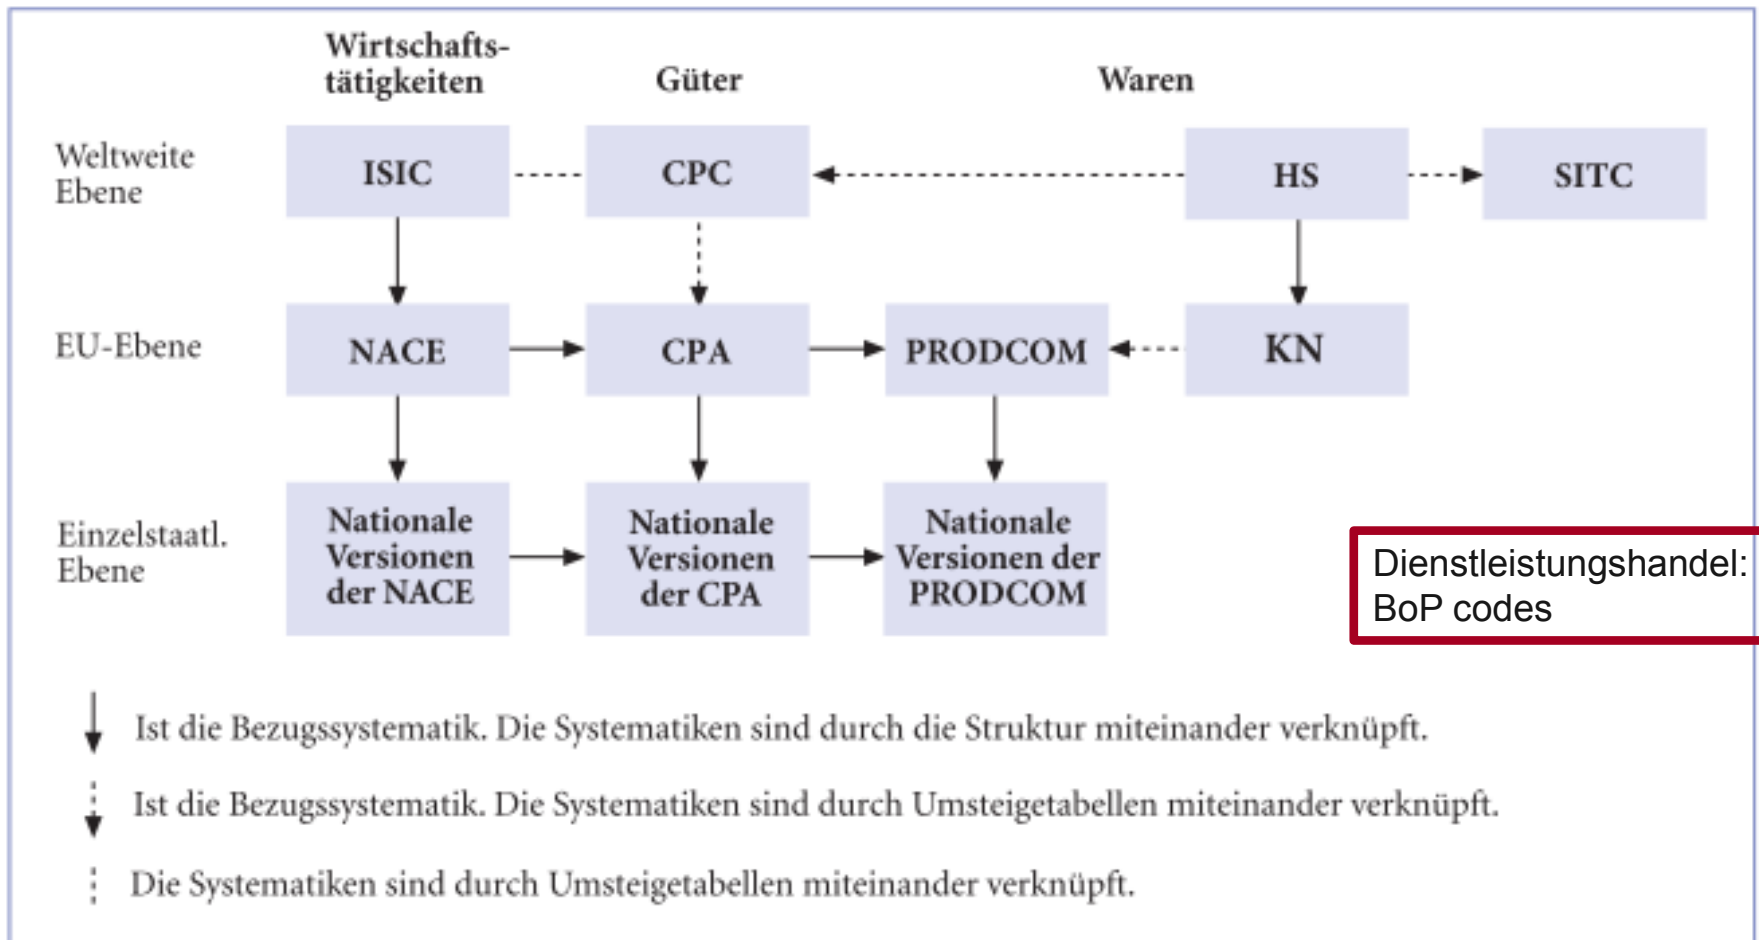 Wirtschafts-
tätigkeiten
Güter
Waren
Weltweite
Ebene
ISIC
CPC
HS
SITC
EU-Ebene
NACE
CPA
PRODCOM
KN
Einzelstaatl.
Ebene
Nationale
Versionen
der NACE
Nationale
Versionen
der CPA
Nationale
Versionen der
PRODCOM
Dienstleistungshandel:
BoP codes
Ist die Bezugssystematik. Die Systematiken sind durch die Struktur miteinander verknüpft.
Ist die Bezugssystematik. Die Systematiken sind durch Umsteigetabellen miteinander verknüpft.
Die Systematiken sind durch Umsteigetabellen miteinander verknüpft.